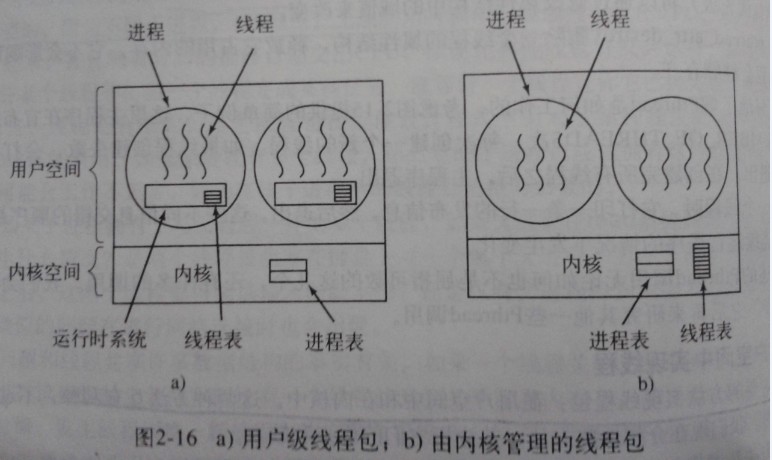 进程
线程
用户空间
内核空间
内核
运行时系统
线程表
进程表
a)
进程
线程
内核
进程表
线程表
b)
图2-16 a) 用户级线程包；b) 由内核管理的线程包